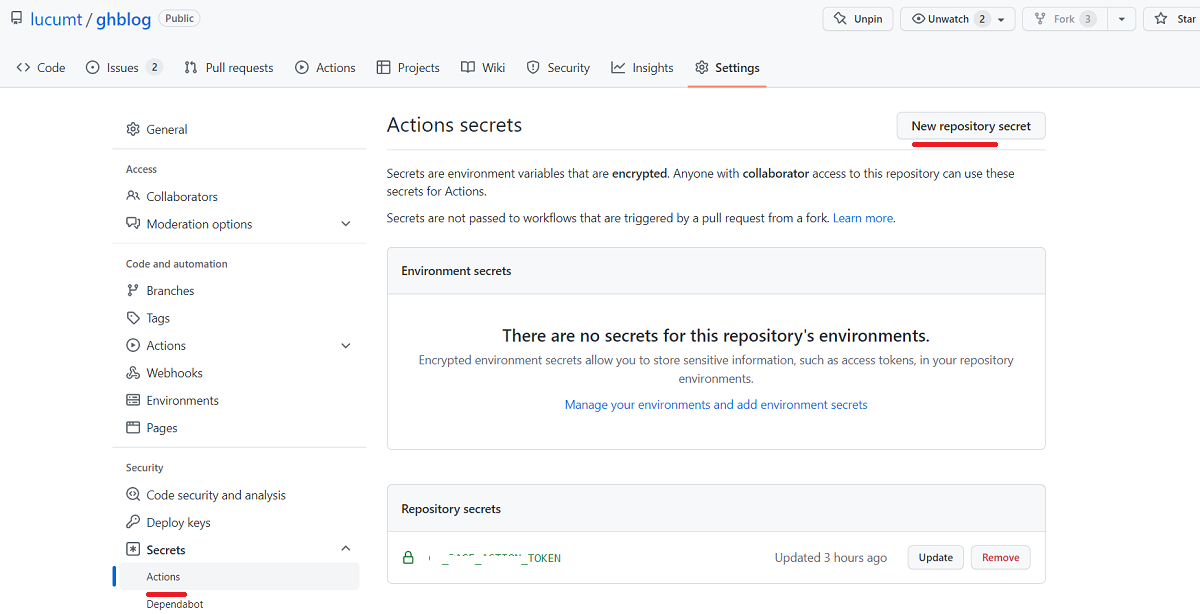 lucumt / ghblog Public
Unpin Unwatch 2 Fork 3 Star
Code Issues 2 Pull requests Actions Projects Wiki Security Insights Settings
General
Access
Collaborators
Moderation options
Code and automation
Branches
Tags
Actions
Webhooks
Environments
Pages
Security
Code security and analysis
Deploy keys
Secrets
Actions
Dependabot
Actions secrets
New repository secret
Secrets are environment variables that are encrypted. Anyone with collaborator access to this repository can use these
secrets for Actions.
Secrets are not passed to workflows that are triggered by a pull request from a fork. Learn more.
Environment secrets
There are no secrets for this repository's environments.
Encrypted environment secrets allow you to store sensitive information, such as access tokens, in your repository
environments.
Manage your environments and add environment secrets
Repository secrets
TOKEN Updated 3 hours ago Update Remove